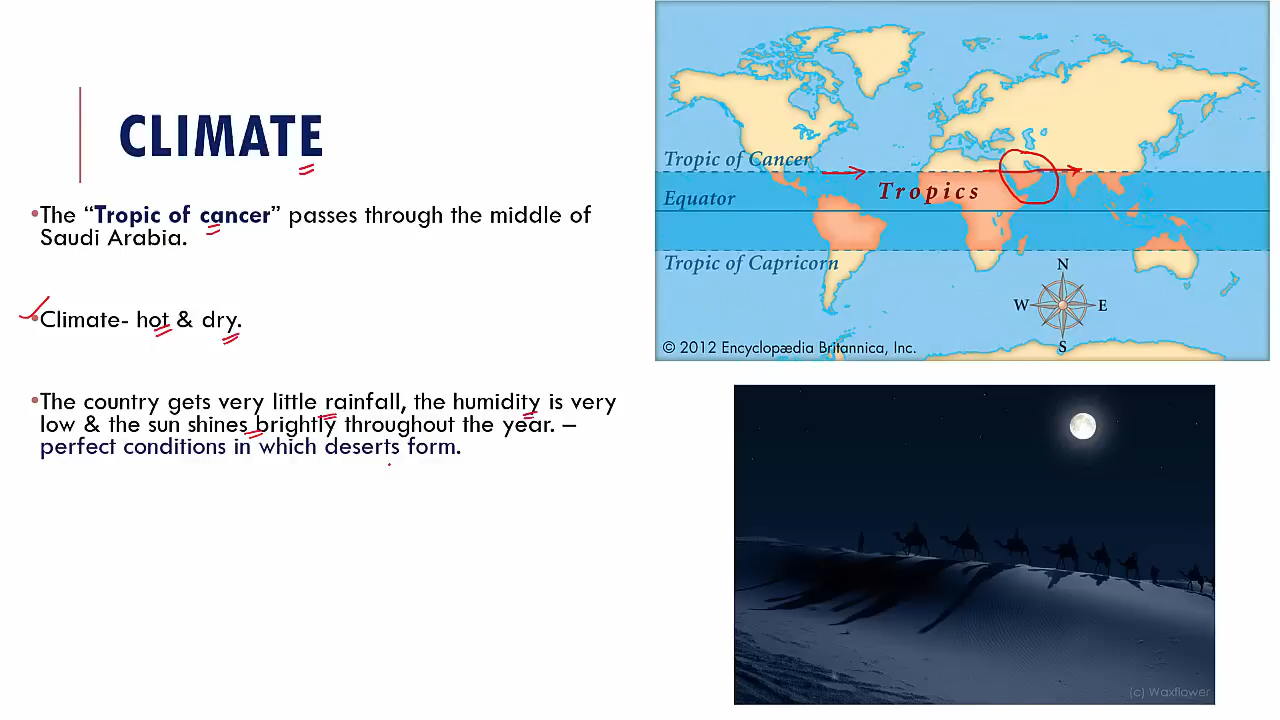 CLIMATE
•The “Tropic of cancer” passes through the middle of
Saudi Arabia.
•Climate- hot & dry.
•The country gets very little rainfall, the humidity is very
low & the sun shines brightly throughout the year. –
perfect conditions in which deserts form.
Tropic of Cancer
Tropics
Equator
Tropic of Capricorn
N
W E
S
© 2012 Encyclopædia Britannica, Inc.
(c) Waxflower